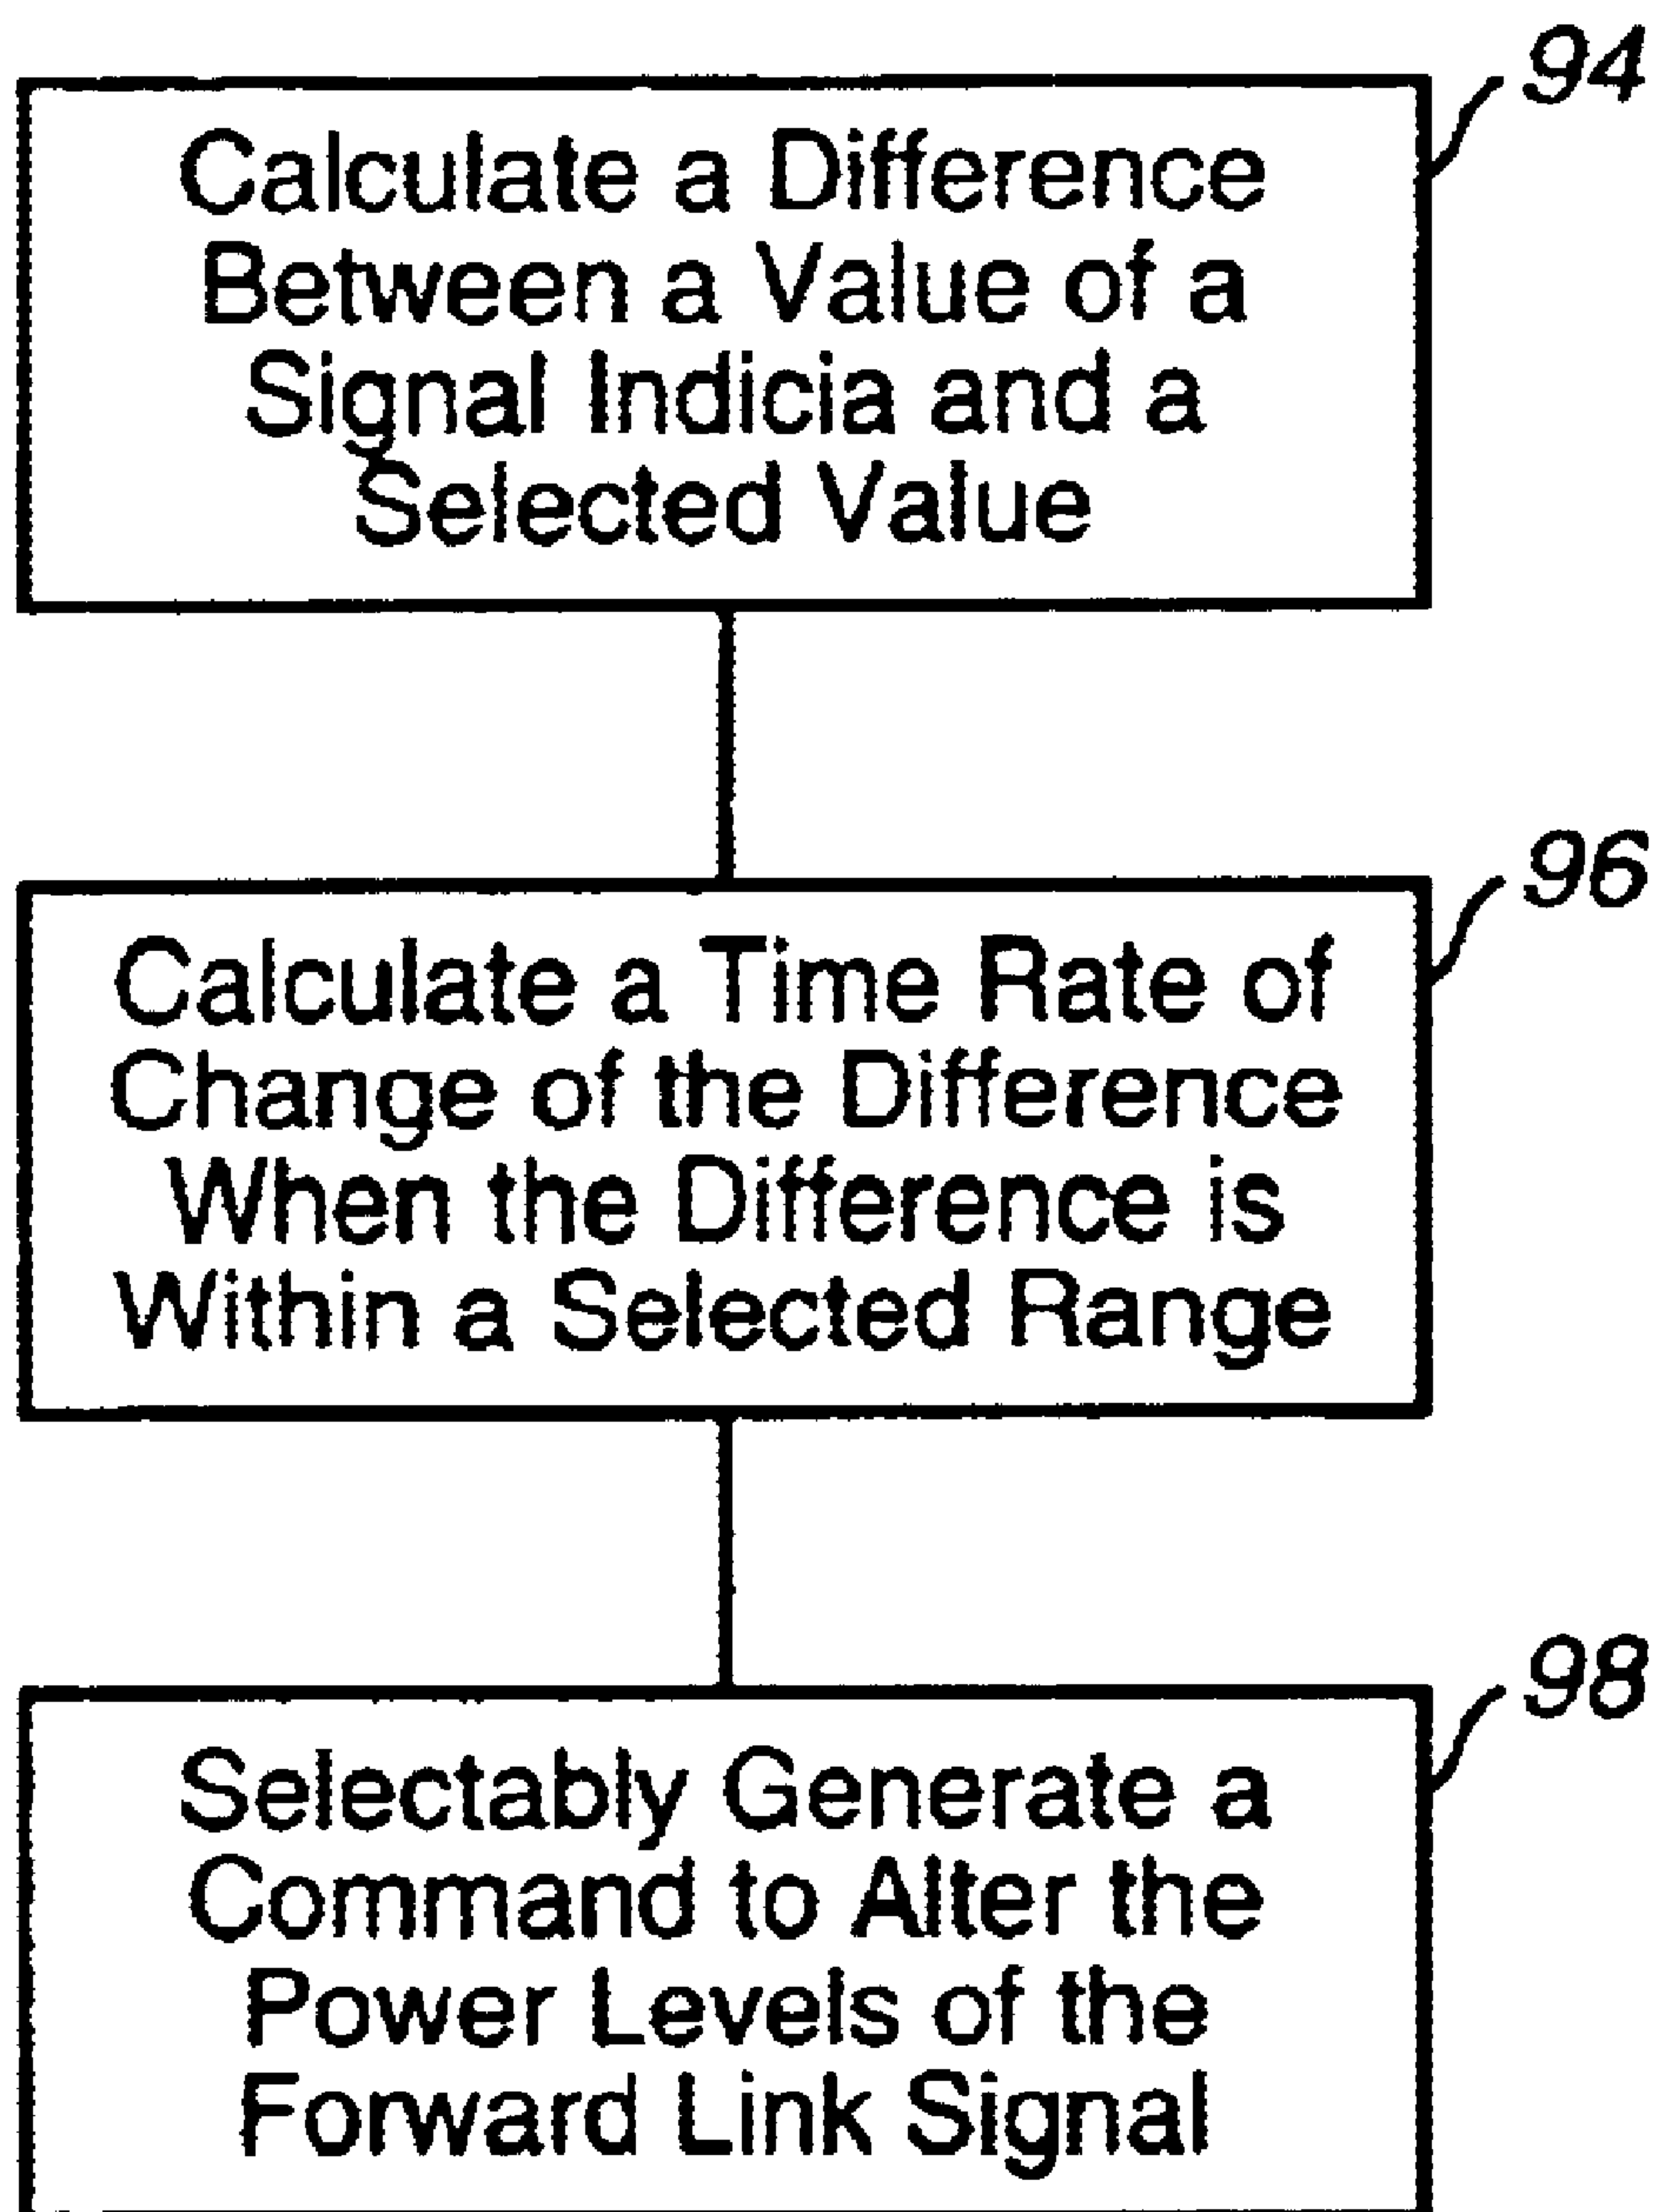 94
Calculate a Difference
Between a Value of a
Signal Indicia and a
Selected Value
96
Calculate a Time Rate of
Change of the Difference
When the Difference is
Within a Selected Range
98
Selectably Generate a
Command to Alter the
Power Levels of the
Forward Link Signal